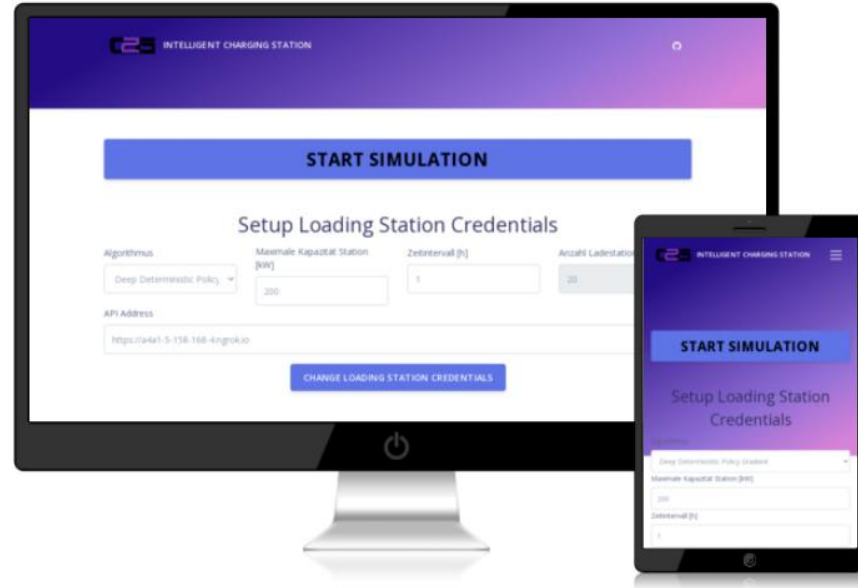 INTELLIGENT CHARGING STATION
START SIMULATION
Setup Loading Station Credentials
Algorithmus
Maximale Kapazität Station [kW]
Zeitintervall [h]
Anzahl Ladestation
Deep Deterministic Policy
200
1
20
API Address
CHANGE LOADING STATION CREDENTIALS
INTELLIGENT CHARGING STATION
START SIMULATION
Setup Loading Station
Credentials
Algorithmus
Deep Deterministic Policy Gradient
Maximale Kapazität Station [kW]
200
Zeitintervall [h]
1